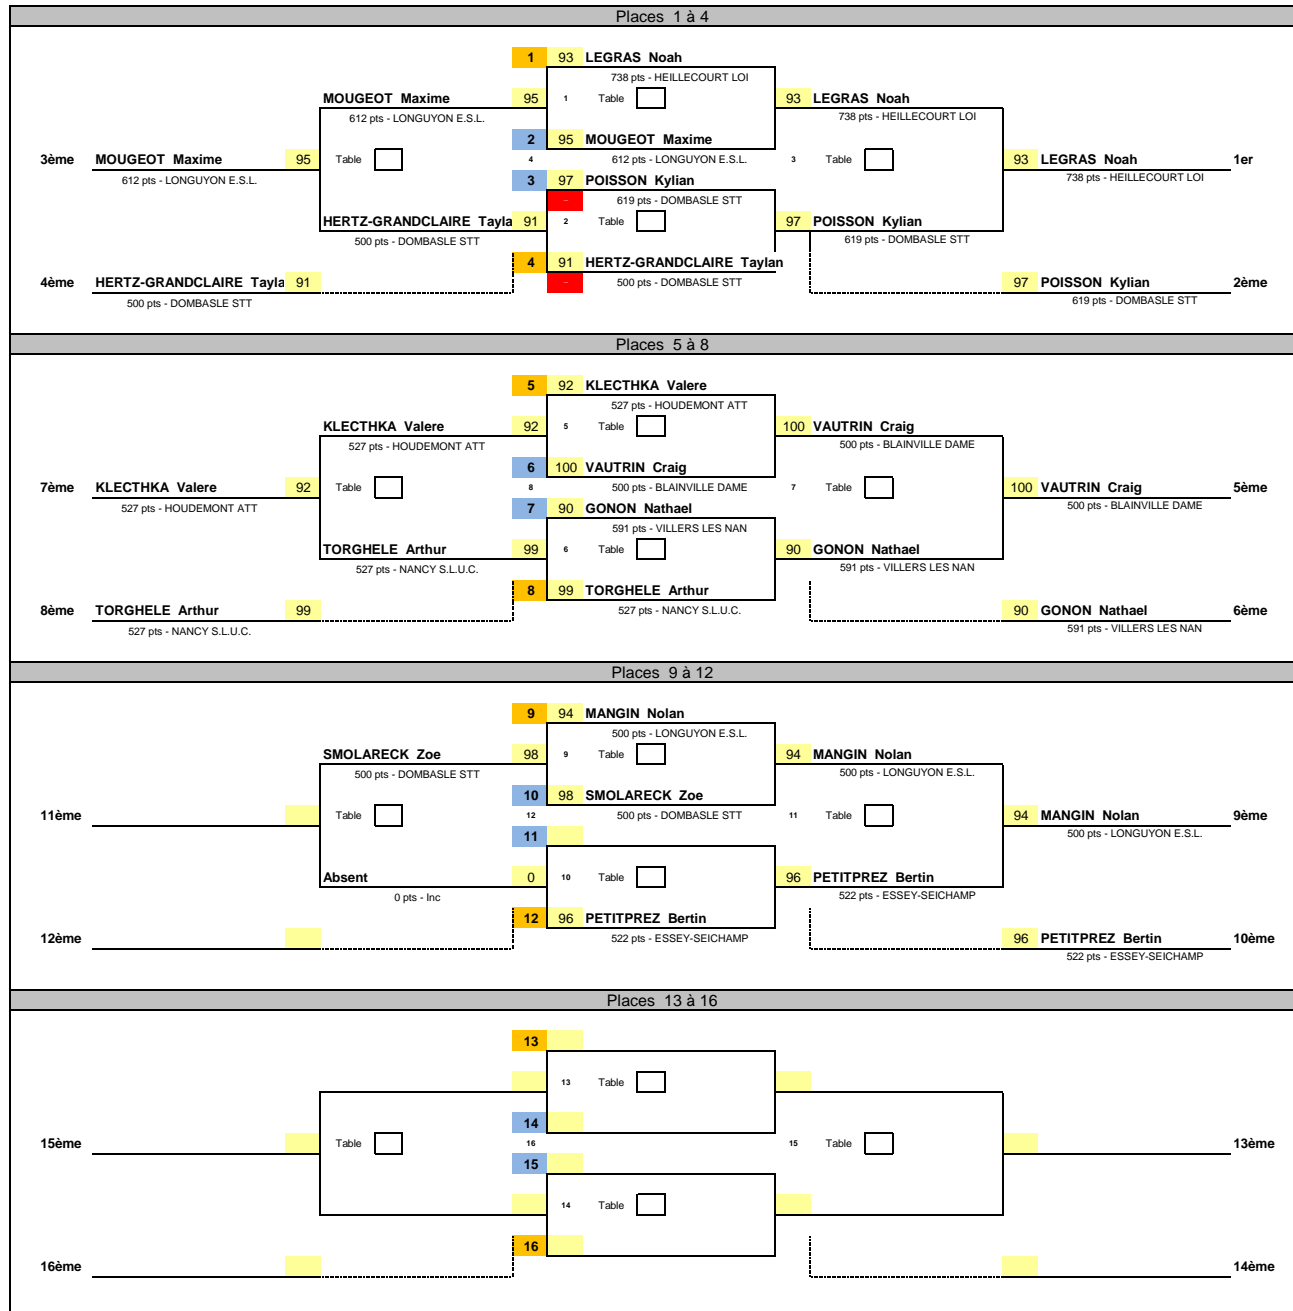 Places 1 à 4
1 93 LEGRAS Noah
738 pts - HEILLECOURT LOI
MOUGEOT Maxime 95 1 Table 93 LEGRAS Noah
612 pts - LONGUYON E.S.L. 738 pts - HEILLECOURT LOI
2 95 MOUGEOT Maxime
3ème MOUGEOT Maxime 95 Table 4 612 pts - LONGUYON E.S.L. 3 Table 93 LEGRAS Noah 1er
612 pts - LONGUYON E.S.L. 3 97 POISSON Kylian 738 pts - HEILLECOURT LOI
- 619 pts - DOMBASLE STT
HERTZ-GRANDCLAIRE Tayla 91 2 Table 97 POISSON Kylian
500 pts - DOMBASLE STT 619 pts - DOMBASLE STT
4 91 HERTZ-GRANDCLAIRE Taylan
4ème HERTZ-GRANDCLAIRE Tayla 91 - 500 pts - DOMBASLE STT 97 POISSON Kylian 2ème
500 pts - DOMBASLE STT 619 pts - DOMBASLE STT
Places 5 à 8
5 92 KLECTHKA Valere
527 pts - HOUDEMONT ATT
KLECTHKA Valere 92 5 Table 100 VAUTRIN Craig
527 pts - HOUDEMONT ATT 500 pts - BLAINVILLE DAME
6 100 VAUTRIN Craig
7ème KLECTHKA Valere 92 Table 8 500 pts - BLAINVILLE DAME 7 Table 100 VAUTRIN Craig 5ème
527 pts - HOUDEMONT ATT 7 90 GONON Nathael 500 pts - BLAINVILLE DAME
591 pts - VILLERS LES NAN
TORGHELE Arthur 99 6 Table 90 GONON Nathael
527 pts - NANCY S.L.U.C. 591 pts - VILLERS LES NAN
8 99 TORGHELE Arthur
8ème TORGHELE Arthur 99 527 pts - NANCY S.L.U.C. 90 GONON Nathael 6ème
527 pts - NANCY S.L.U.C. 591 pts - VILLERS LES NAN
Places 9 à 12
9 94 MANGIN Nolan
500 pts - LONGUYON E.S.L.
SMOLARECK Zoe 98 9 Table 94 MANGIN Nolan
500 pts - DOMBASLE STT 500 pts - LONGUYON E.S.L.
10 98 SMOLARECK Zoe
11ème Table 12 500 pts - DOMBASLE STT 11 Table 94 MANGIN Nolan 9ème
11 500 pts - LONGUYON E.S.L.
Absent 0 10 Table 96 PETITPREZ Bertin
0 pts - Inc 522 pts - ESSEY-SEICHAMP
12 96 PETITPREZ Bertin
12ème 522 pts - ESSEY-SEICHAMP 96 PETITPREZ Bertin 10ème
522 pts - ESSEY-SEICHAMP
Places 13 à 16
13
13 Table
14
15ème Table 16 15 Table 13ème
15
14 Table
16
16ème 14ème